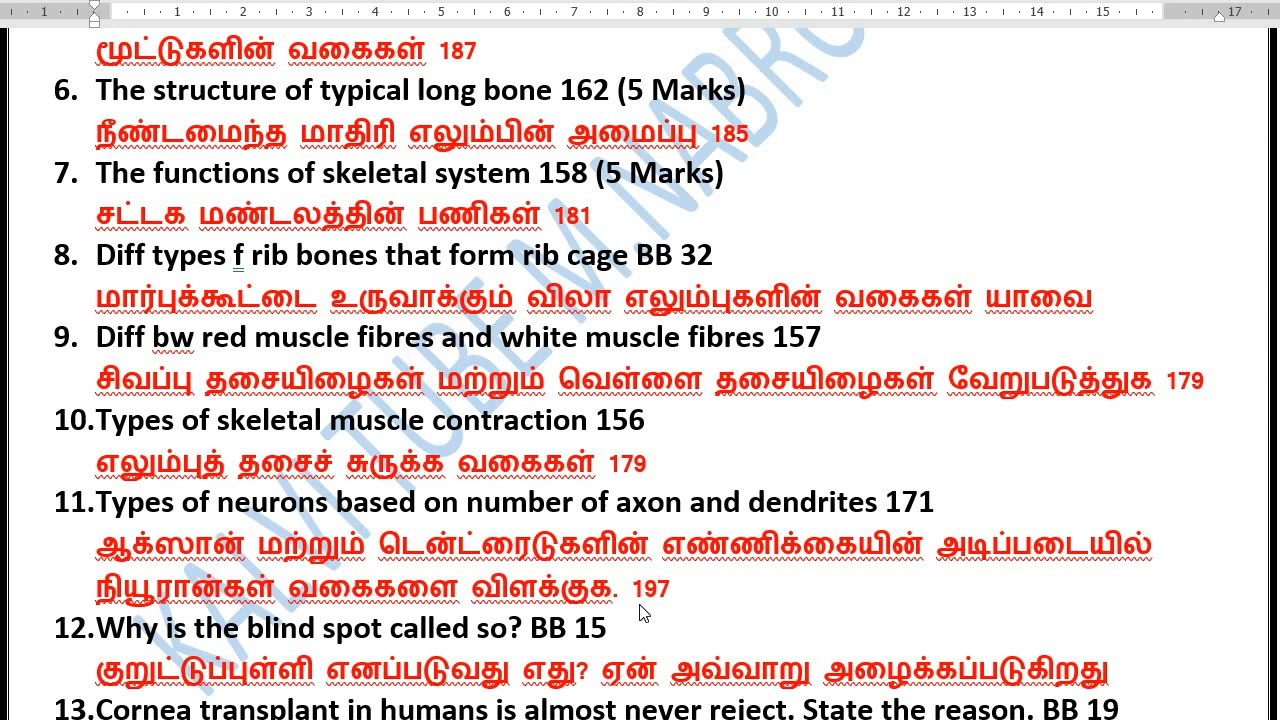 1 1 2 3 4 5 6 7 8 9 10 11 12 13 14 15 17
மூட்டுகளின் வகைகள் 187
6. The structure of typical long bone 162 (5 Marks)
நீண்டமைந்த மாதிரி எலும்பின் அமைப்பு 185
7. The functions of skeletal system 158 (5 Marks)
சட்டக மண்டலத்தின் பணிகள் 181
8. Diff types f rib bones that form rib cage BB 32
மார்புக்கூட்டை உருவாக்கும் விலா எலும்புகளின் வகைகள் யாவை
9. Diff bw red muscle fibres and white muscle fibres 157
சிவப்பு தசையிழைகள் மற்றும் வெள்ளை தசையிழைகள் வேறுபடுத்துக 179
10.Types of skeletal muscle contraction 156
எலும்புத் தசைச் சுருக்க வகைகள் 179
11.Types of neurons based on number of axon and dendrites 171
ஆக்ஸான் மற்றும் டென்ட்ரைடுகளின் எண்ணிக்கையின் அடிப்படையில்
நியூரான்கள் வகைகளை விளக்குக. 197
12.Why is the blind spot called so? BB 15
குறுட்டுப்புள்ளி எனப்படுவது எது? ஏன் அவ்வாறு அழைக்கப்படுகிறது
13.Cornea transplant in humans is almost never reject. State the reason. BB 19
KALVI TUBE M.NABRO